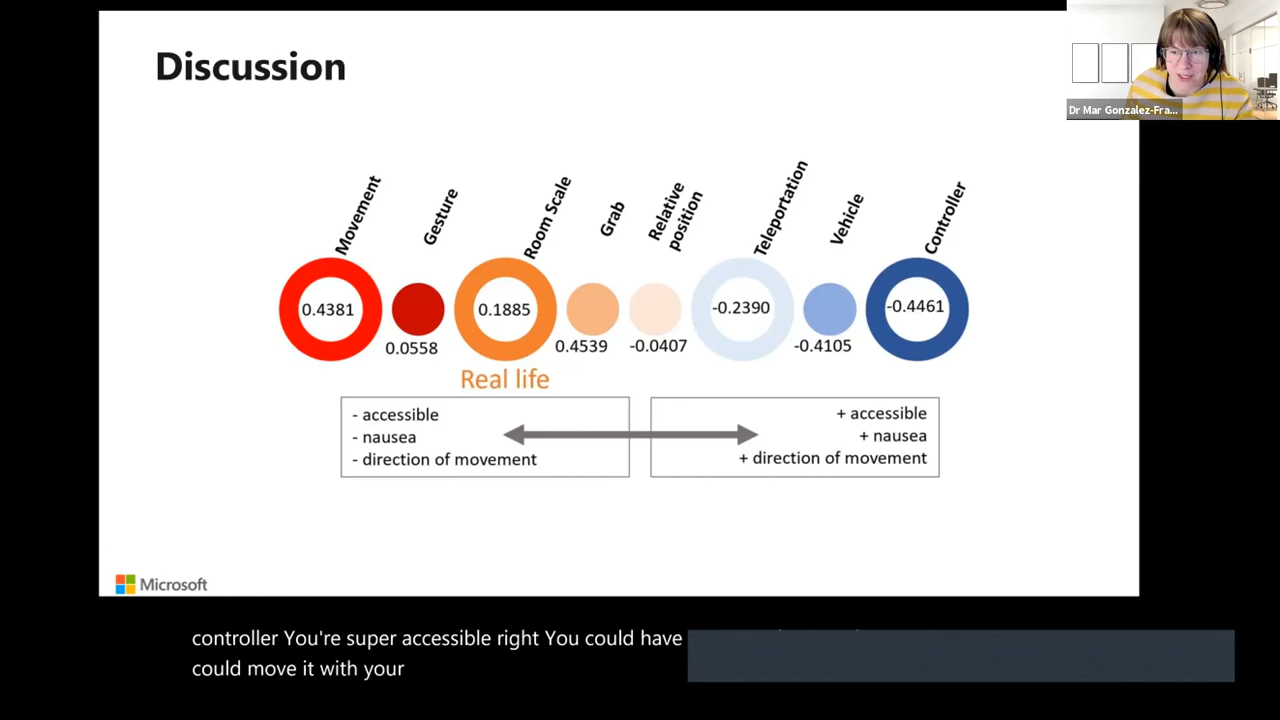 Discussion
Dr Mar Gonzalez-Fra...
Movement
Gesture
Room Scale
Grab
Relative
position
Teleportation
Vehicle
Controller
0.4381
0.0558
0.1885
0.4539
-0.0407
-0.2390
-0.4105
-0.4461
Real life
- accessible
- nausea
- direction of movement
+ accessible
+ nausea
+ direction of movement
Microsoft
controller You're super accessible right You could have
could move it with your